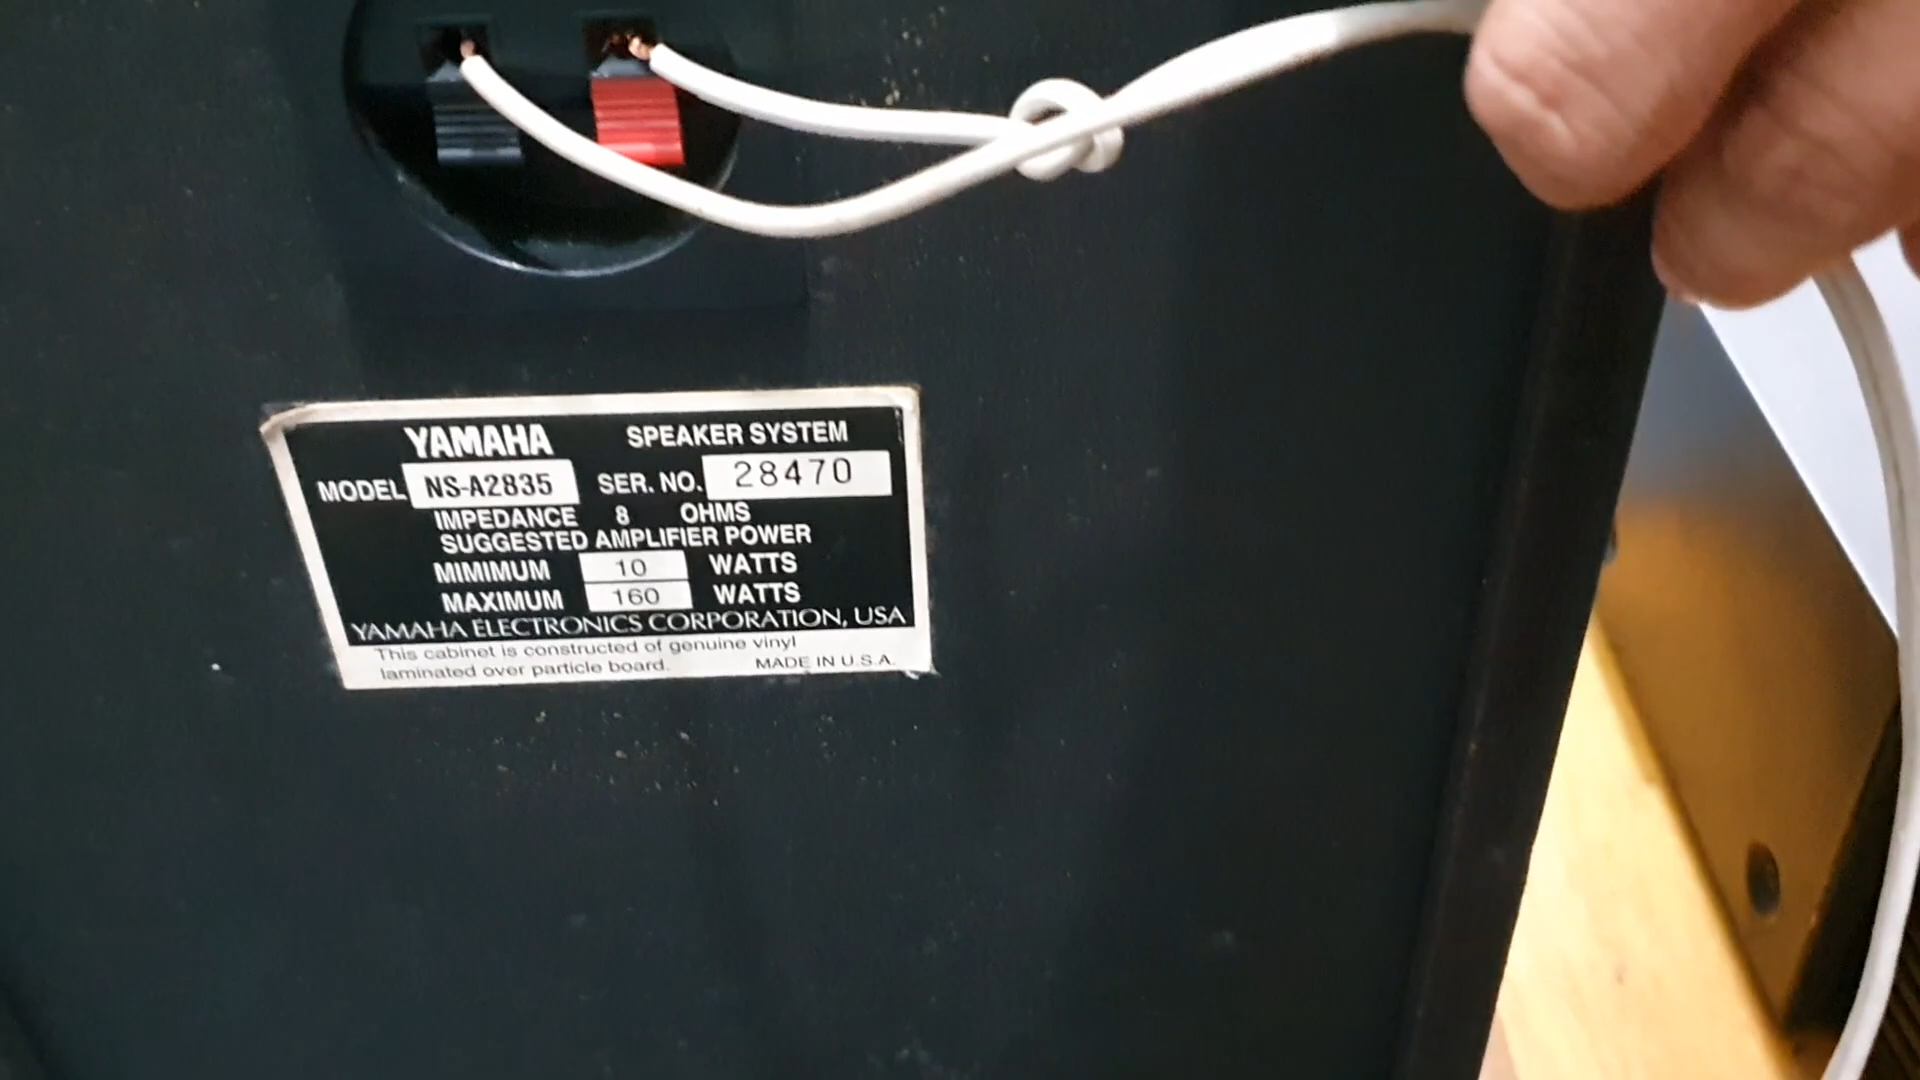 YAMAHA SPEAKER SYSTEM
MODEL NS-A2835 SER. NO. 28470
IMPEDANCE 8 OHMS
SUGGESTED AMPLIFIER POWER
MIMIMUM 10 WATTS
MAXIMUM 160 WATTS
YAMAHA ELECTRONICS CORPORATION, USA
This cabinet is constructed of genuine vinyl
laminated over particle board. MADE IN U.S.A.